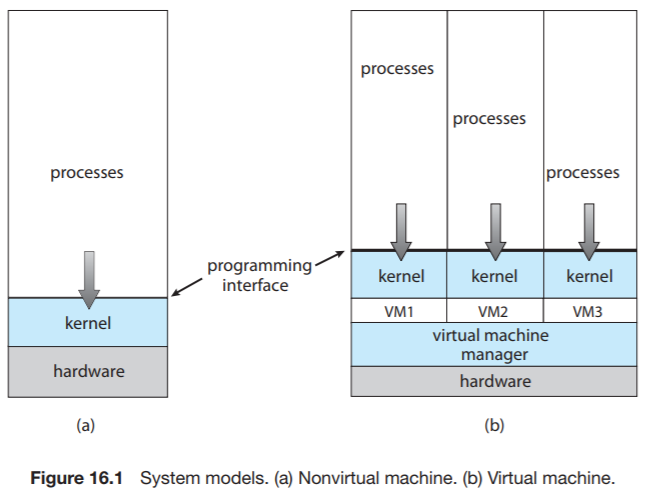 processes
kernel
hardware
(a)
programming
interface
processes
processes
processes
kernel kernel kernel
VM1 VM2 VM3
virtual machine
manager
hardware
(b)
Figure 16.1 System models. (a) Nonvirtual machine. (b) Virtual machine.